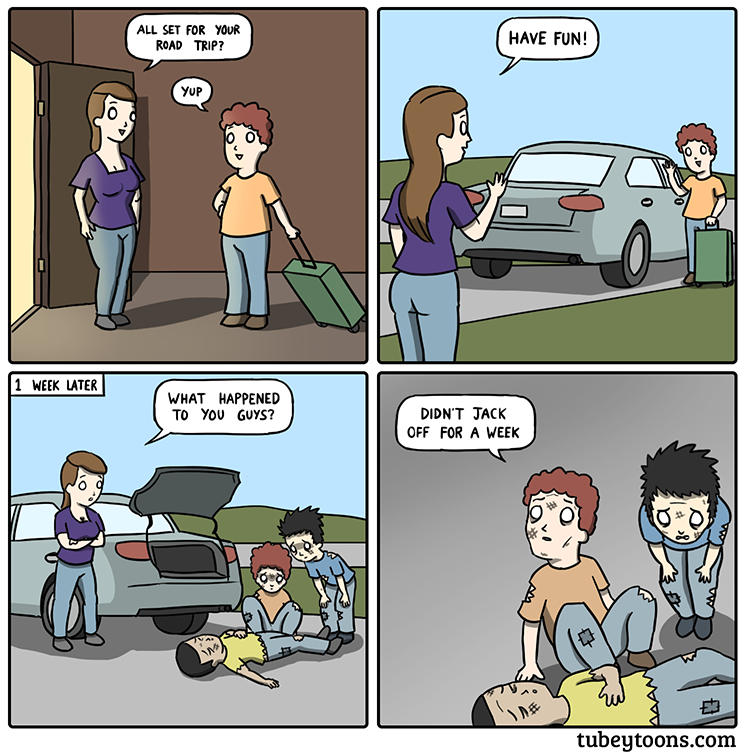 ALL SET FOR YOUR
ROAD TRIP?
YUP
HAVE FUN!
1 WEEK LATER
WHAT HAPPENED
TO YOU GUYS?
DIDN'T JACK
OFF FOR A WEEK
tubeytoons.com